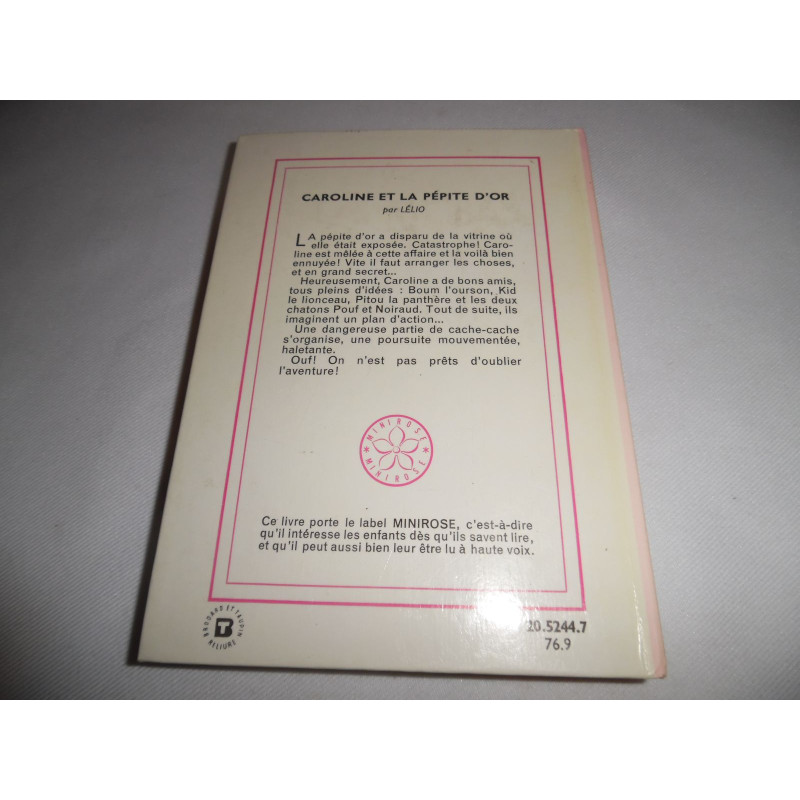 CAROLINE ET LA PÉPITE D'OR
par LÉLIO
LA pépite d'or a disparu de la vitrine où
elle était exposée. Catastrophe! Caro-
line est mêlée à cette affaire et la voilà bien
ennuyée! Vite il faut arranger les choses,
et en grand secret...
Heureusement, Caroline a de bons amis,
tous pleins d'idées : Boum l'ourson, Kid
le lionceau, Pitou la panthère et les deux
chatons Pouf et Noiraud. Tout de suite, ils
imaginent un plan d'action...
Une dangereuse partie de cache-cache
s'organise, une poursuite mouvementée,
haletante.
Ouf! On n'est pas prêts d'oublier
l'aventure!
MINIROSE
MINIROSE
Ce livre porte le label MINIROSE, c'est-à-dire
qu'il intéresse les enfants dès qu'ils savent lire,
et qu'il peut aussi bien leur être lu à haute voix.
BRODARD ET TAUPIN
RELIURE
20.5244.7
76.9